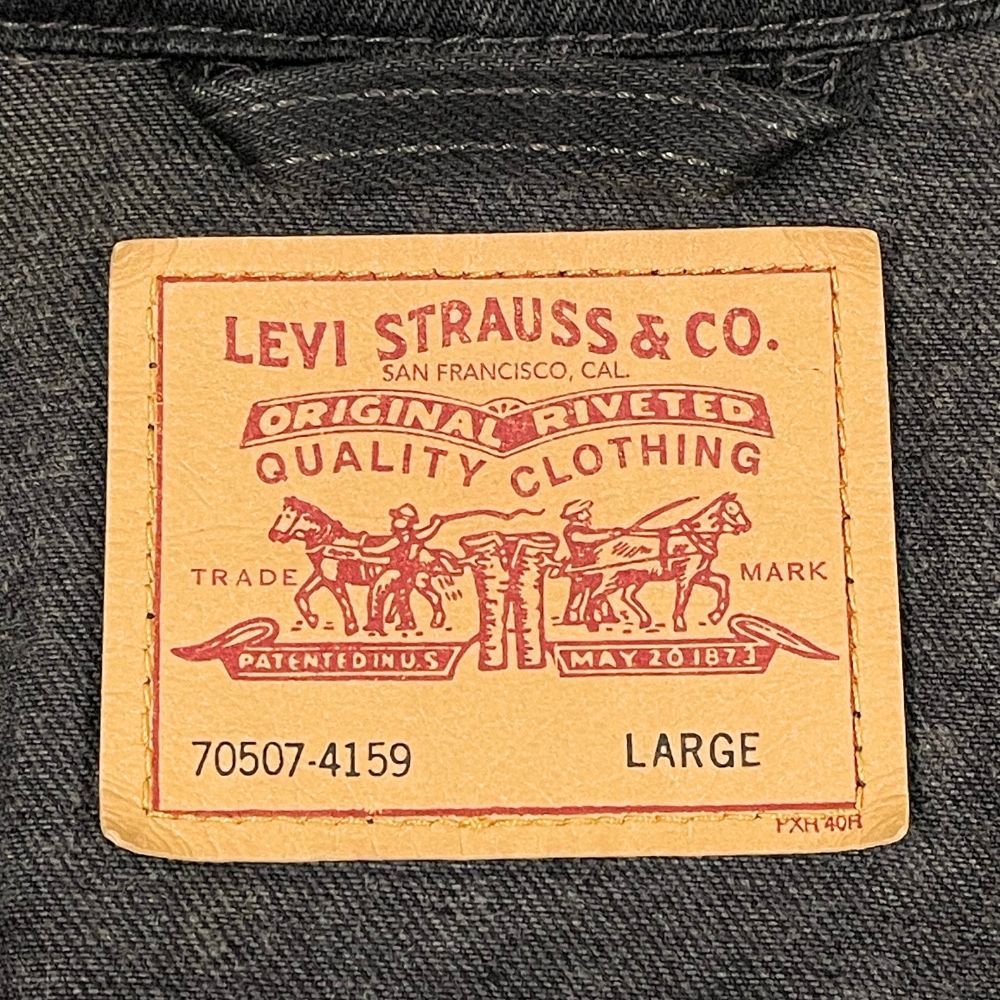 LEVI STRAUSS & CO.
SAN FRANCISCO, CAL.
ORIGINAL RIVETED
QUALITY CLOTHING
TRADE MARK
PATENTED IN U.S. MAY 20 1873
70507-4159 LARGE